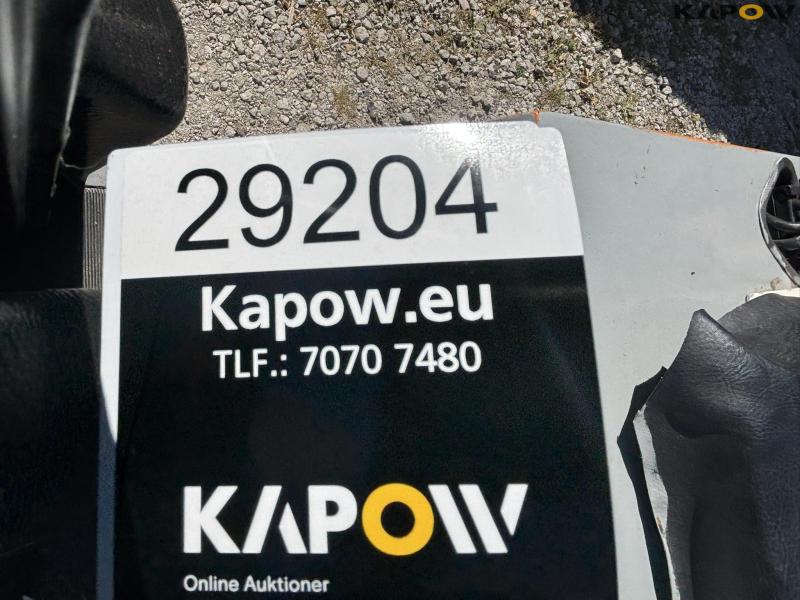 KAPOW
29204
Kapow.eu
TLF.: 7070 7480
KAPOW
Online Auktioner